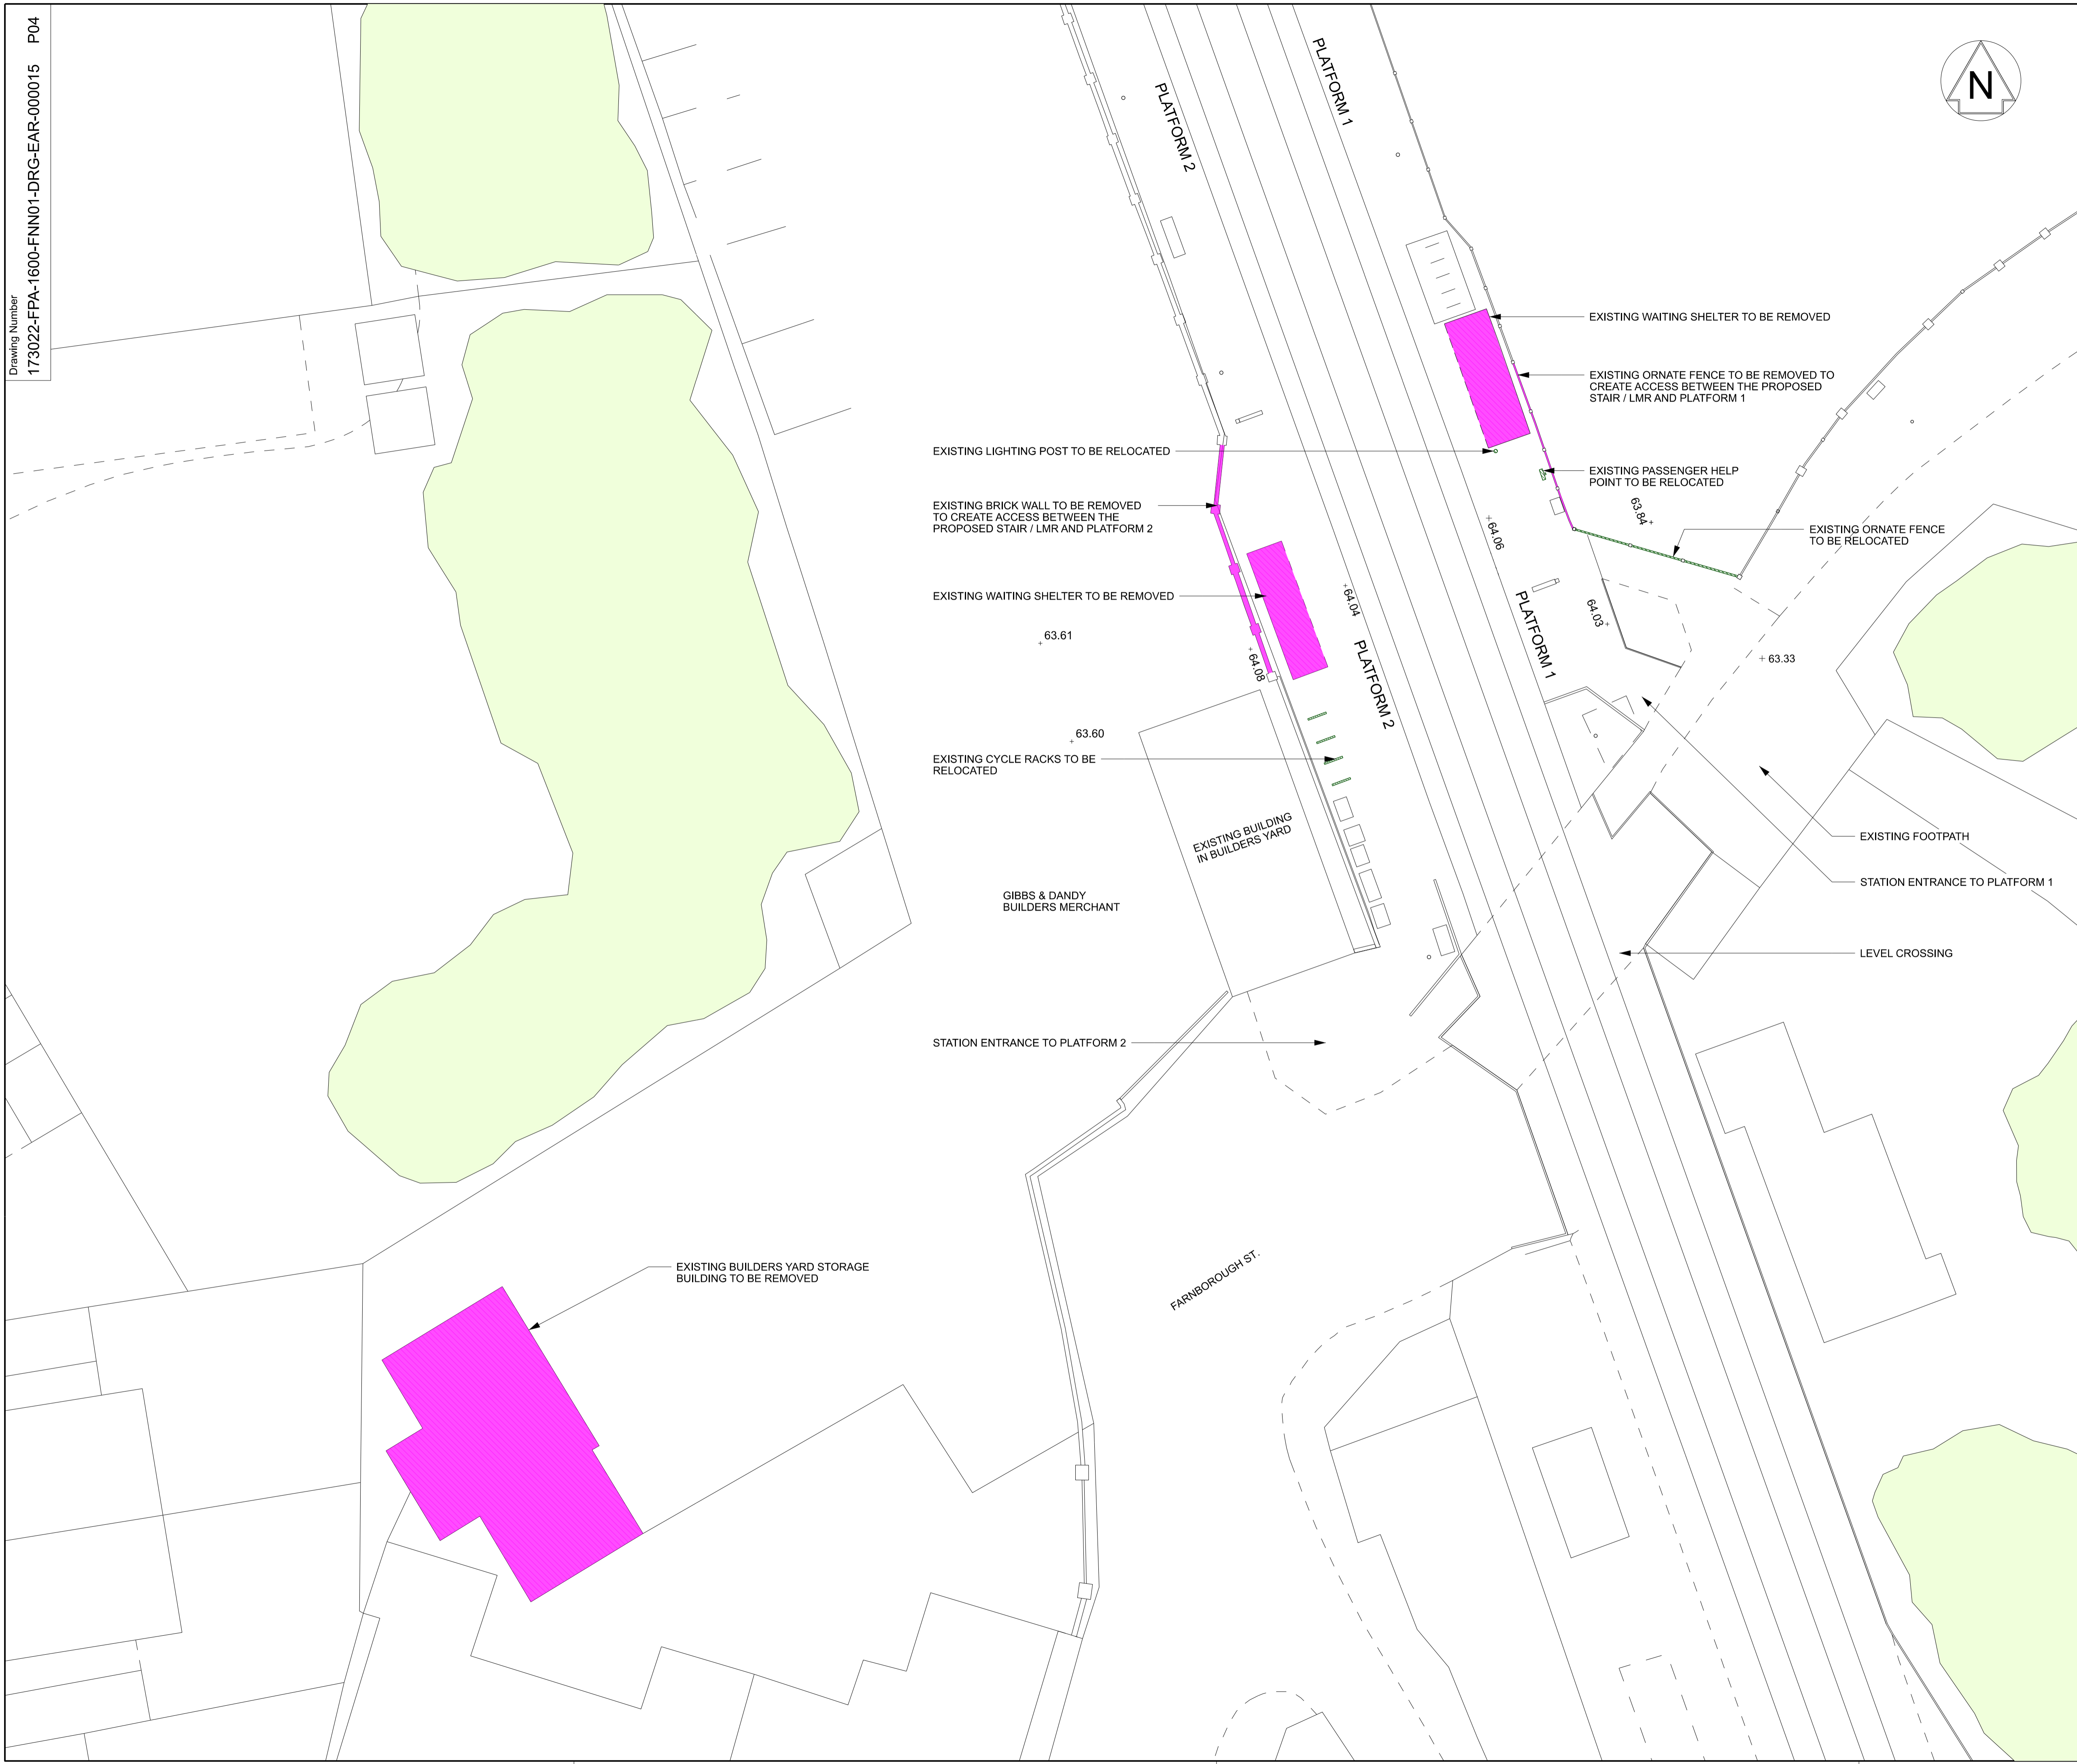 Drawing Number
173022-FPA-1600-FNN01-DRG-EAR-000015 P04
PLATFORM 2
PLATFORM 1
N
EXISTING WAITING SHELTER TO BE REMOVED
EXISTING ORNATE FENCE TO BE REMOVED TO
CREATE ACCESS BETWEEN THE PROPOSED
STAIR / LMR AND PLATFORM 1
EXISTING LIGHTING POST TO BE RELOCATED
EXISTING PASSENGER HELP
POINT TO BE RELOCATED
EXISTING BRICK WALL TO BE REMOVED
TO CREATE ACCESS BETWEEN THE
PROPOSED STAIR / LMR AND PLATFORM 2
63.84
64.06
EXISTING ORNATE FENCE
TO BE RELOCATED
EXISTING WAITING SHELTER TO BE REMOVED
64.04
64.03
PLATFORM 1
63.61
64.08
PLATFORM 2
63.33
63.60
EXISTING CYCLE RACKS TO BE
RELOCATED
EXISTING BUILDING
IN BUILDERS YARD
EXISTING FOOTPATH
GIBBS & DANDY
BUILDERS MERCHANT
STATION ENTRANCE TO PLATFORM 1
LEVEL CROSSING
STATION ENTRANCE TO PLATFORM 2
FARNBOROUGH ST.
EXISTING BUILDERS YARD STORAGE
BUILDING TO BE REMOVED